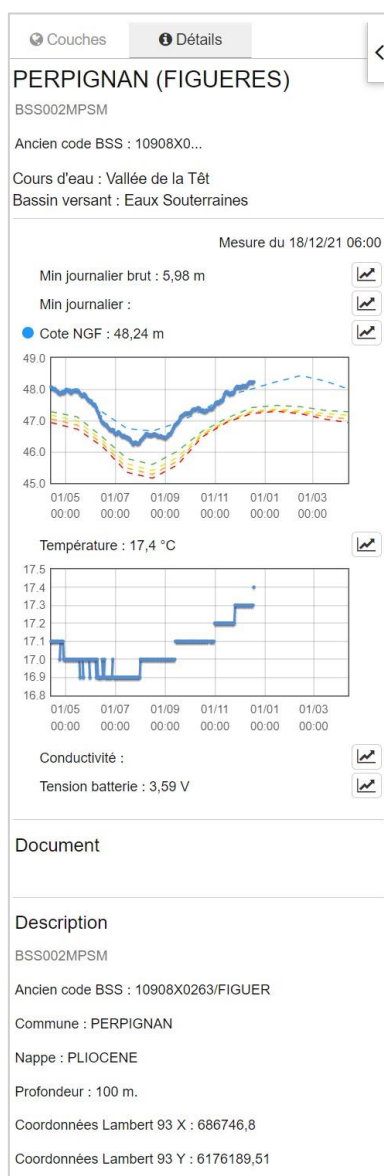 Couches Détails
PERPIGNAN (FIGUERES)
BSS002MPSM
Ancien code BSS : 10908X0...
Cours d'eau : Vallée de la Têt
Bassin versant : Eaux Souterraines
Mesure du 18/12/21 06:00
Min journalier brut : 5,98 m
Min journalier :
Cote NGF : 48,24 m
49.0
48.0
47.0
46.0
45.0
01/05 01/07 01/09 01/11 01/01 01/03
00:00 00:00 00:00 00:00 00:00 00:00
Température : 17,4 °C
17.5
17.4
17.3
17.2
17.1
17.0
16.9
16.8
01/05 01/07 01/09 01/11 01/01 01/03
00:00 00:00 00:00 00:00 00:00 00:00
Conductivité :
Tension batterie : 3,59 V
Document
Description
BSS002MPSM
Ancien code BSS : 10908X0263/FIGUER
Commune : PERPIGNAN
Nappe : PLIOCENE
Profondeur : 100 m.
Coordonnées Lambert 93 X : 686746,8
Coordonnées Lambert 93 Y : 6176189,51